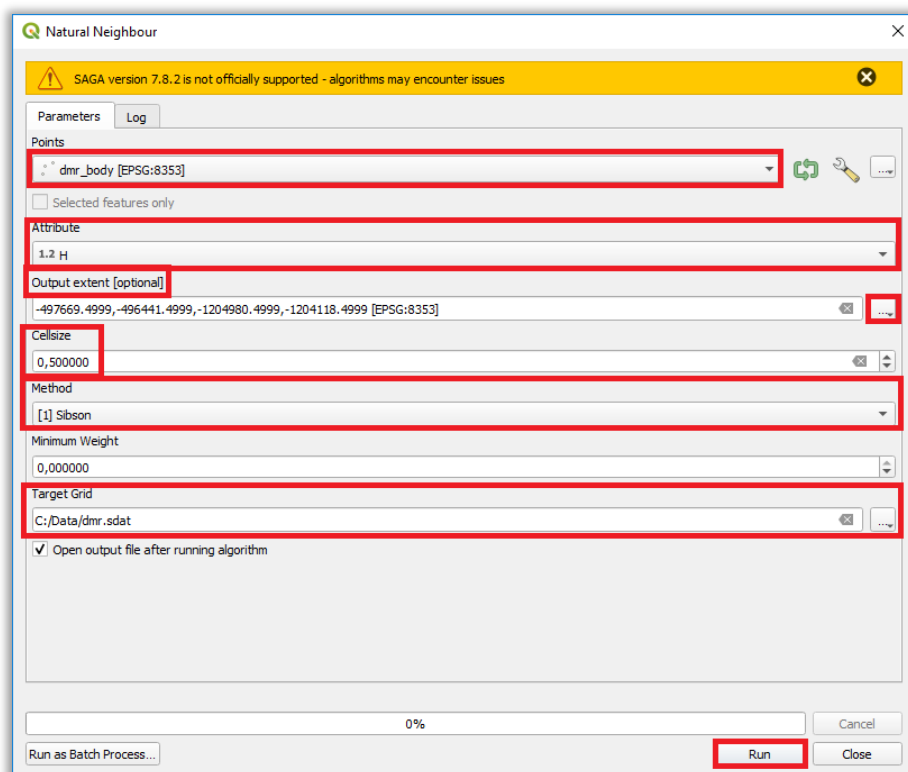 Natural Neighbour
SAGA version 7.8.2 is not officially supported - algorithms may encounter issues
Parameters Log
Points
dmr_body [EPSG:8353]
Selected features only
Attribute
1.2 H
Output extent [optional]
-497669.4999,-496441.4999,-1204980.4999,-1204118.4999 [EPSG:8353]
Cellsize
0,500000
Method
[1] Sibson
Minimum Weight
0,000000
Target Grid
C:/Data/dmr.sdat
Open output file after running algorithm
0% Cancel
Run as Batch Process... Run Close